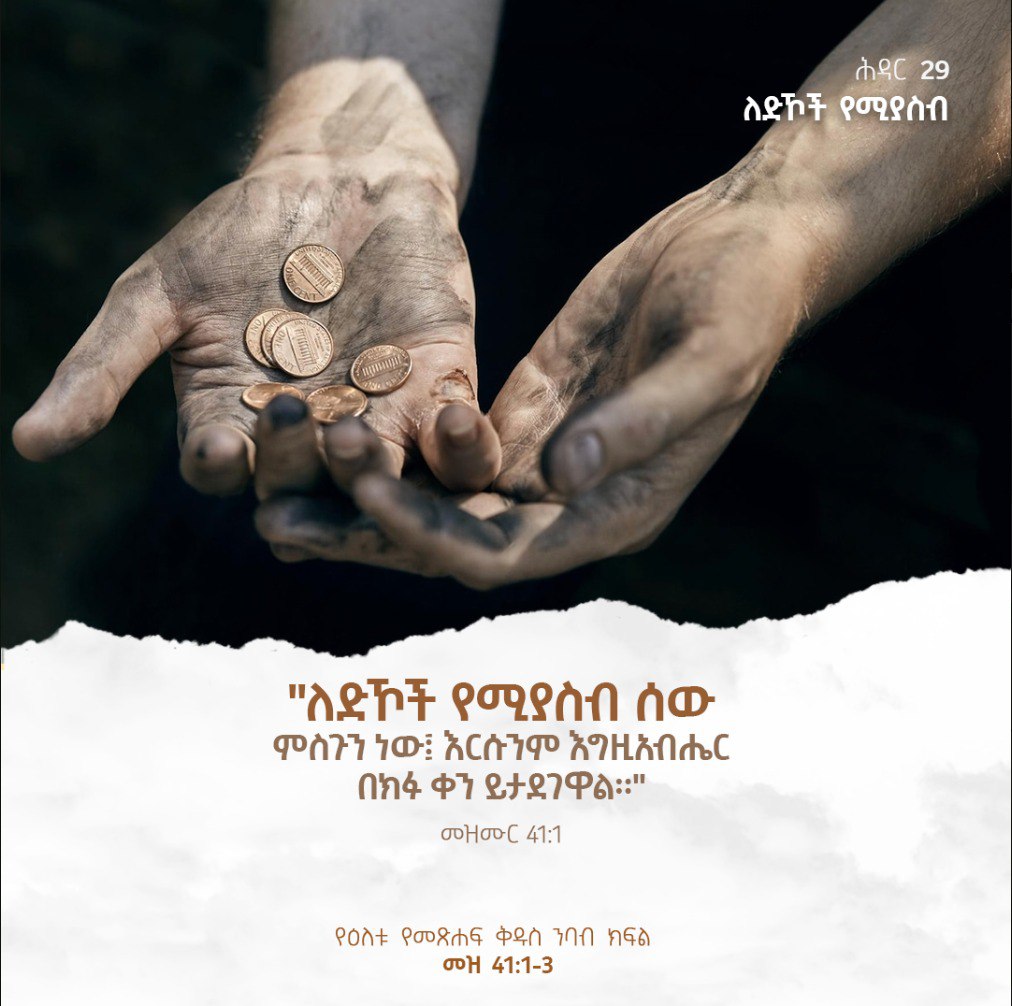 ሕዳር 29
ለድኾች የሚያስብ
"ለድኾች የሚያስብ ሰው
ምስጉን ነው፤ እርሱንም እግዚአብሔር
በክፉ ቀን ይታደገዋል።"
መዝሙር 41:1
የዕለቱ የመጽሐፍ ቅዱስ ንባብ ክፍል
መዝ 41:1-3